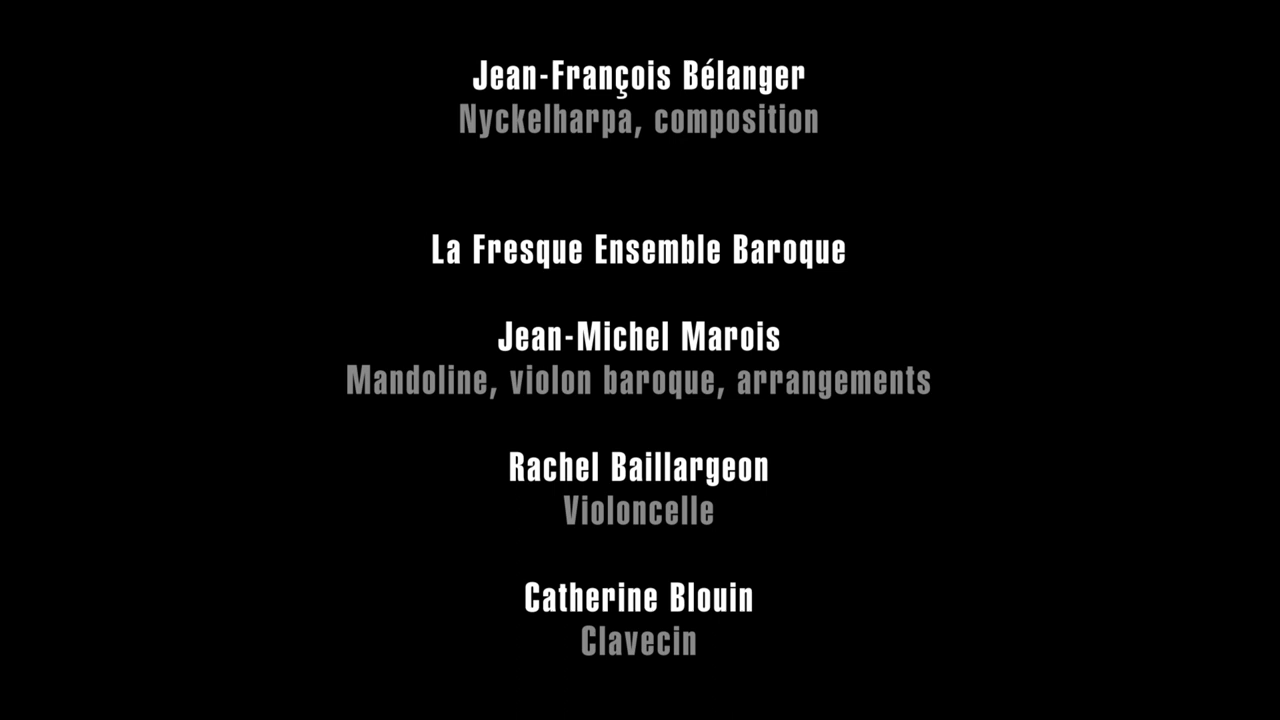 Jean-François Bélanger
Nyckelharpa, composition
La Fresque Ensemble Baroque
Jean-Michel Marois
Mandoline, violon baroque, arrangements
Rachel Baillargeon
Violoncelle
Catherine Blouin
Clavecin